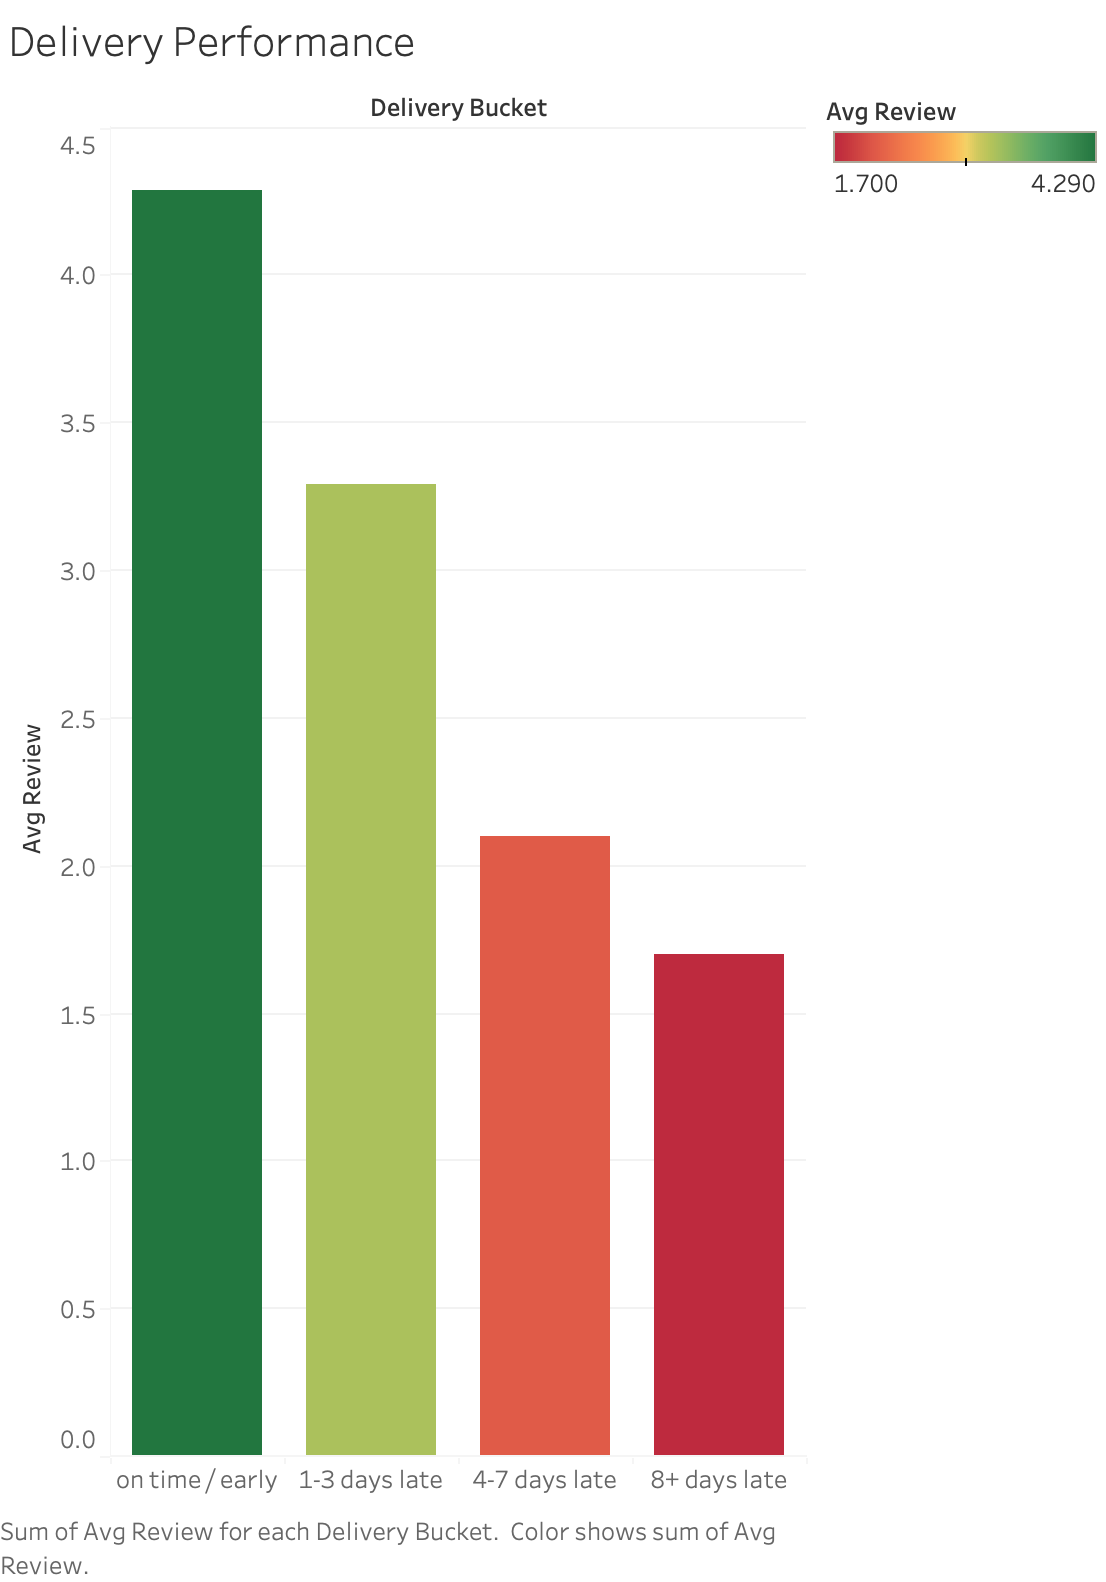 Delivery Performance
Delivery Bucket
Avg Review
1.700 4.290
4.5
4.0
3.5
3.0
2.5
2.0
1.5
1.0
0.5
0.0
Avg Review
on time / early 1-3 days late 4-7 days late 8+ days late
Sum of Avg Review for each Delivery Bucket.  Color shows sum of Avg
Review.